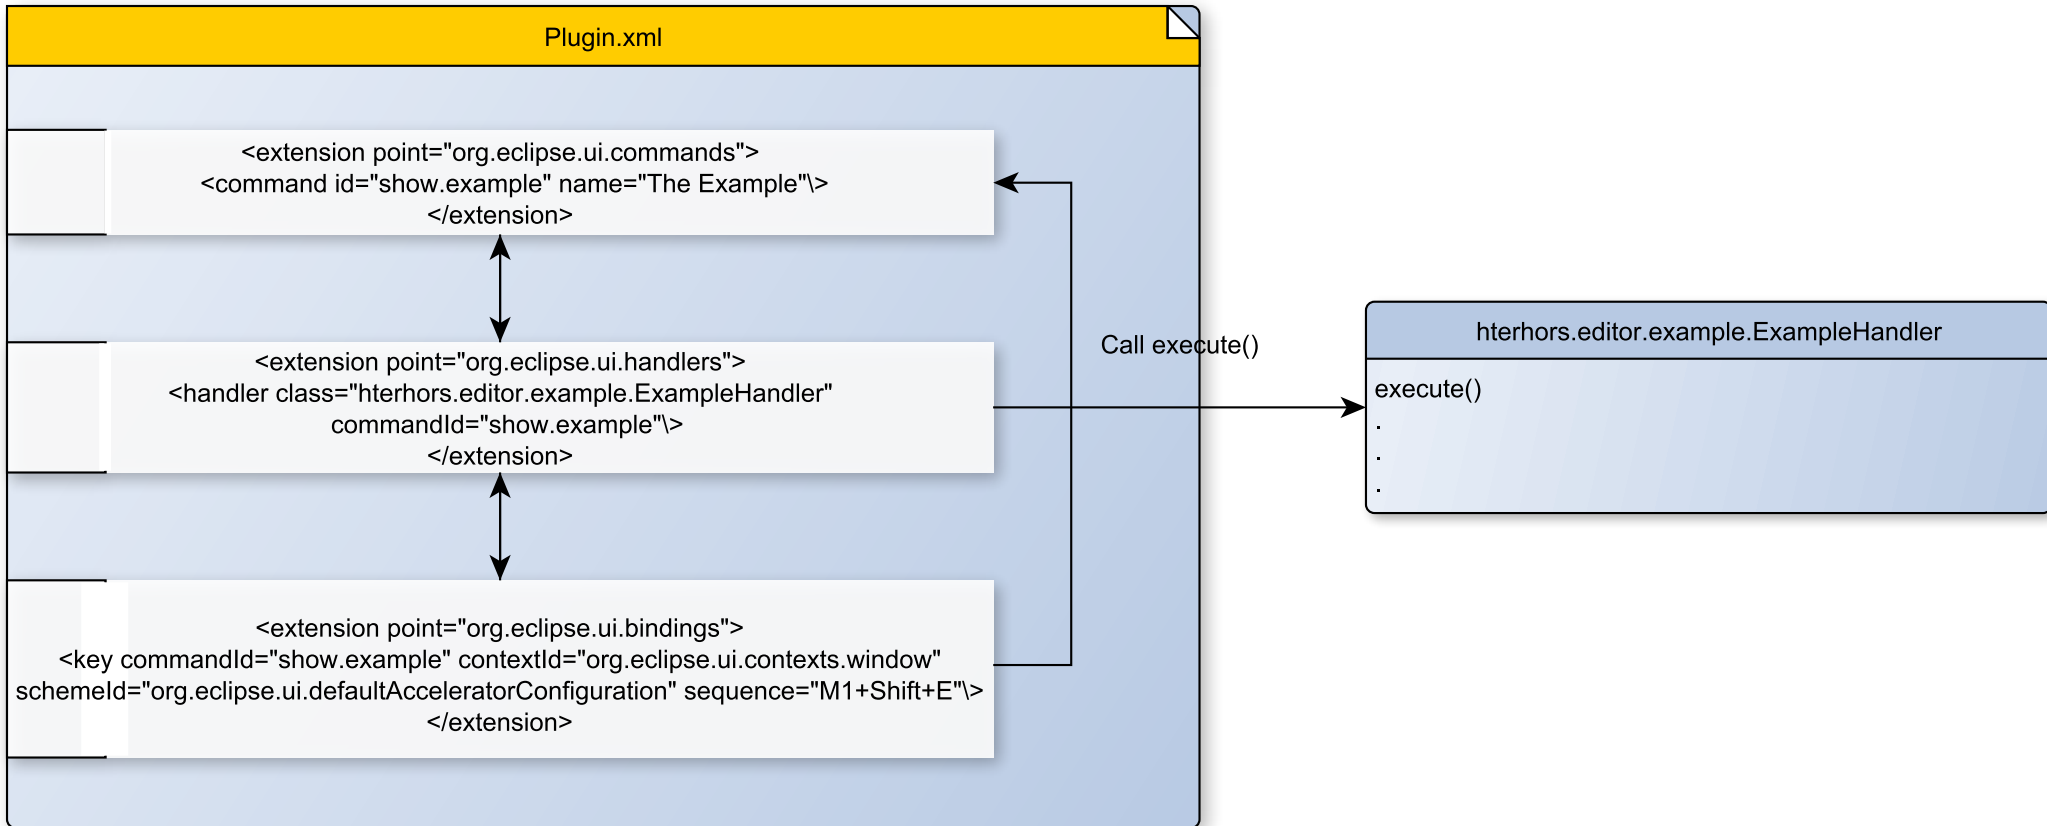 Plugin.xml
<extension point="org.eclipse.ui.commands">
<command id="show.example" name="The Example"\>
</extension>
<extension point="org.eclipse.ui.handlers">
<handler class="hterhors.editor.example.ExampleHandler"
commandId="show.example"\>
</extension>
<extension point="org.eclipse.ui.bindings">
<key commandId="show.example" contextId="org.eclipse.ui.contexts.window"
schemeId="org.eclipse.ui.defaultAcceleratorConfiguration" sequence="M1+Shift+E"\>
</extension>
Call execute()
hterhors.editor.example.ExampleHandler
execute()
.
.
.